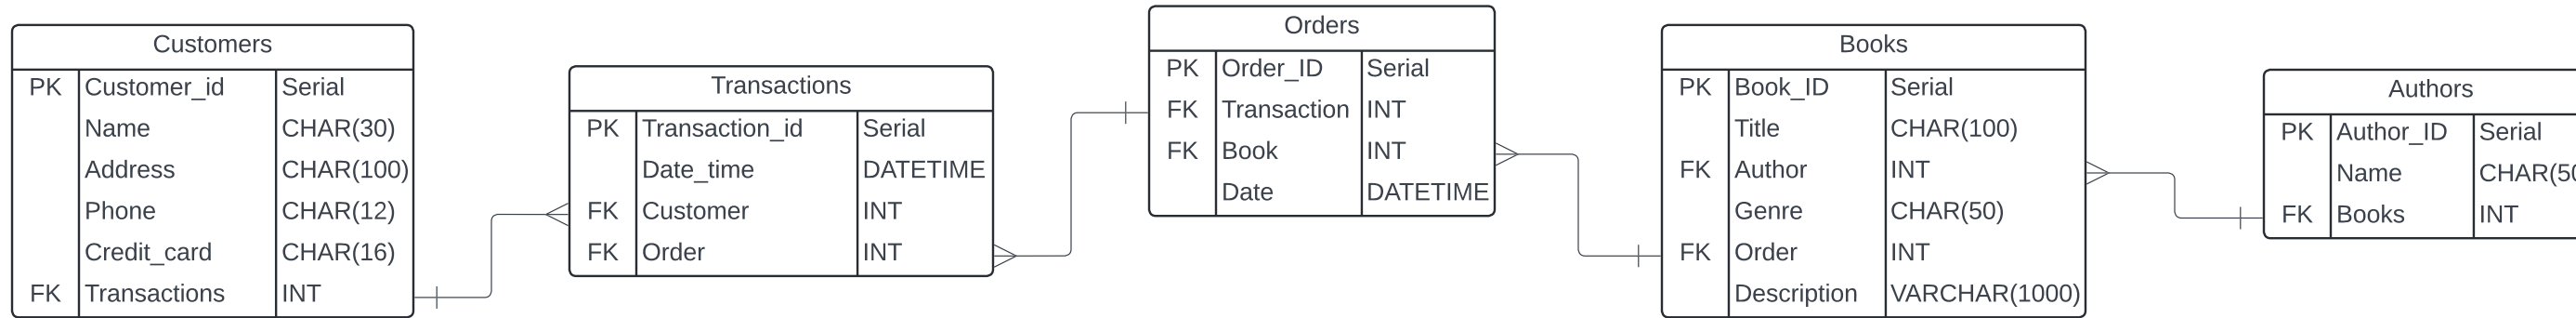 Customers
PK Customer_id Serial
Name CHAR(30)
Address CHAR(100)
Phone CHAR(12)
Credit_card CHAR(16)
FK Transactions INT
Transactions
PK Transaction_id Serial
Date_time DATETIME
FK Customer INT
FK Order INT
Orders
PK Order_ID Serial
FK Transaction INT
FK Book INT
Date DATETIME
Books
PK Book_ID Serial
Title CHAR(100)
FK Author INT
Genre CHAR(50)
FK Order INT
Description VARCHAR(1000)
Authors
PK Author_ID Serial
Name CHAR(50
FK Books INT